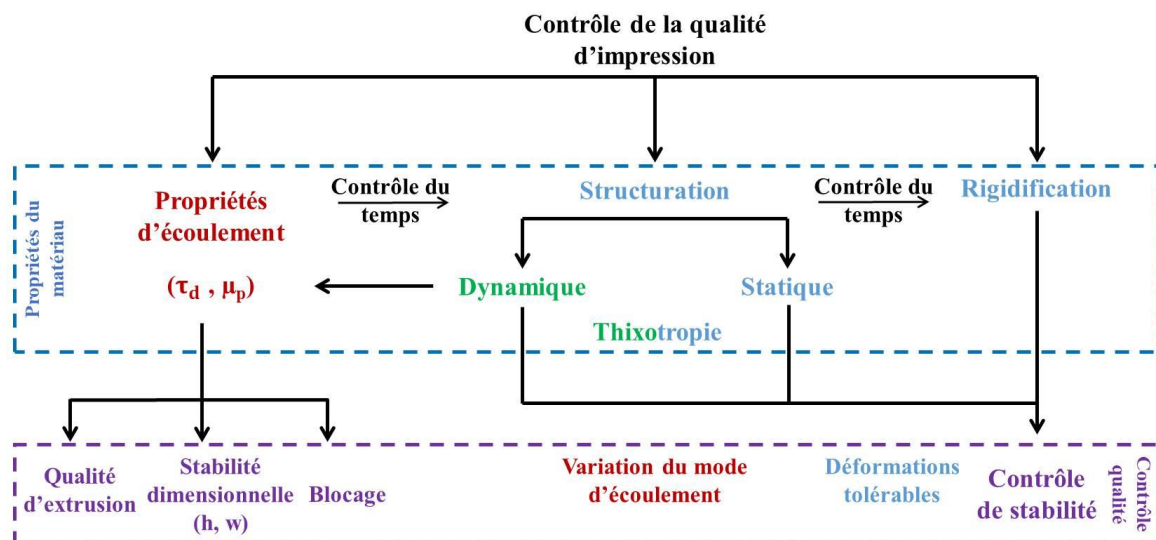 Contrôle de la qualité
d'impression
Propriétés du
matériau
Propriétés
d'écoulement
(τd , μp)
Contrôle du
temps
Structuration
Contrôle du
temps
Rigidification
Dynamique
Statique
Thixotropie
Qualité
d'extrusion
Stabilité
dimensionnelle
(h, w)
Blocage
Variation du mode
d'écoulement
Déformations
tolérables
Contrôle
de stabilité
Contrôle
qualité